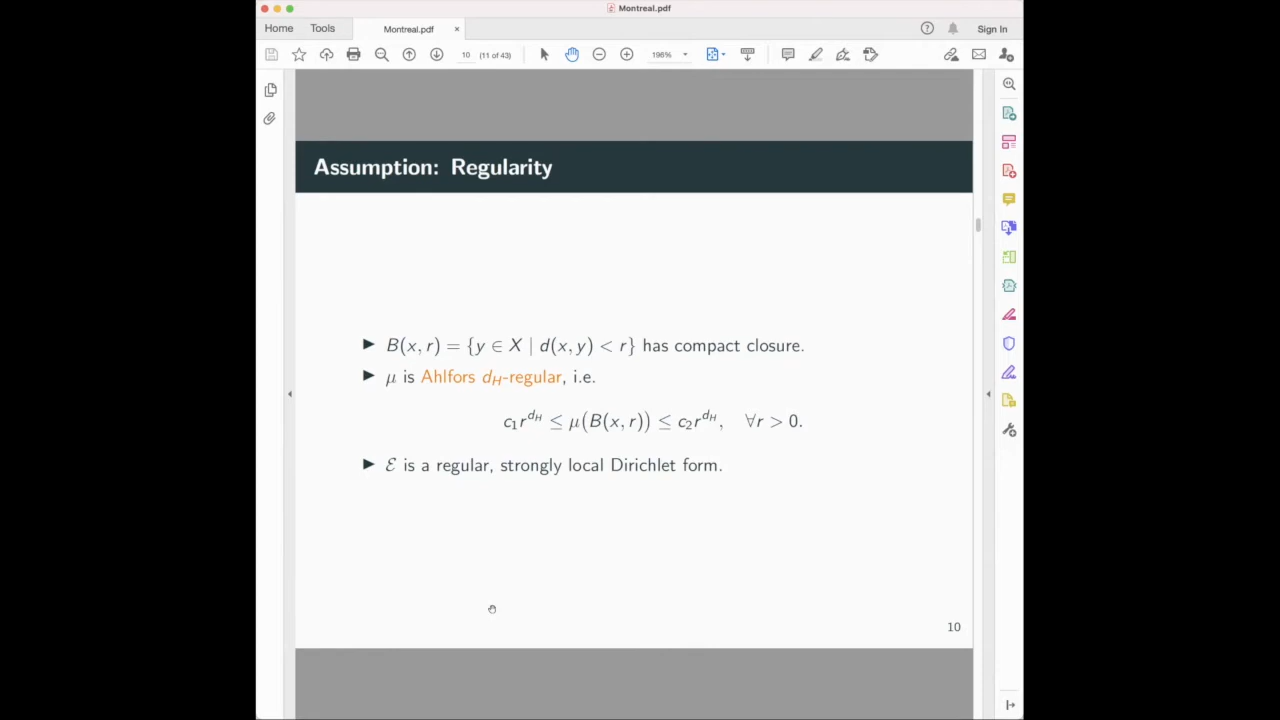 Montreal.pdf
Home Tools Montreal.pdf × Sign In
10 (11 of 43) 196%
Assumption: Regularity
▶ B(x, r) = {y ∈ X | d(x, y) < r} has compact closure.
▶ μ is Ahlfors d_H-regular, i.e.
c₁r^{d_H} ≤ μ(B(x, r)) ≤ c₂r^{d_H}, ∀r > 0.
▶ ℰ is a regular, strongly local Dirichlet form.
10